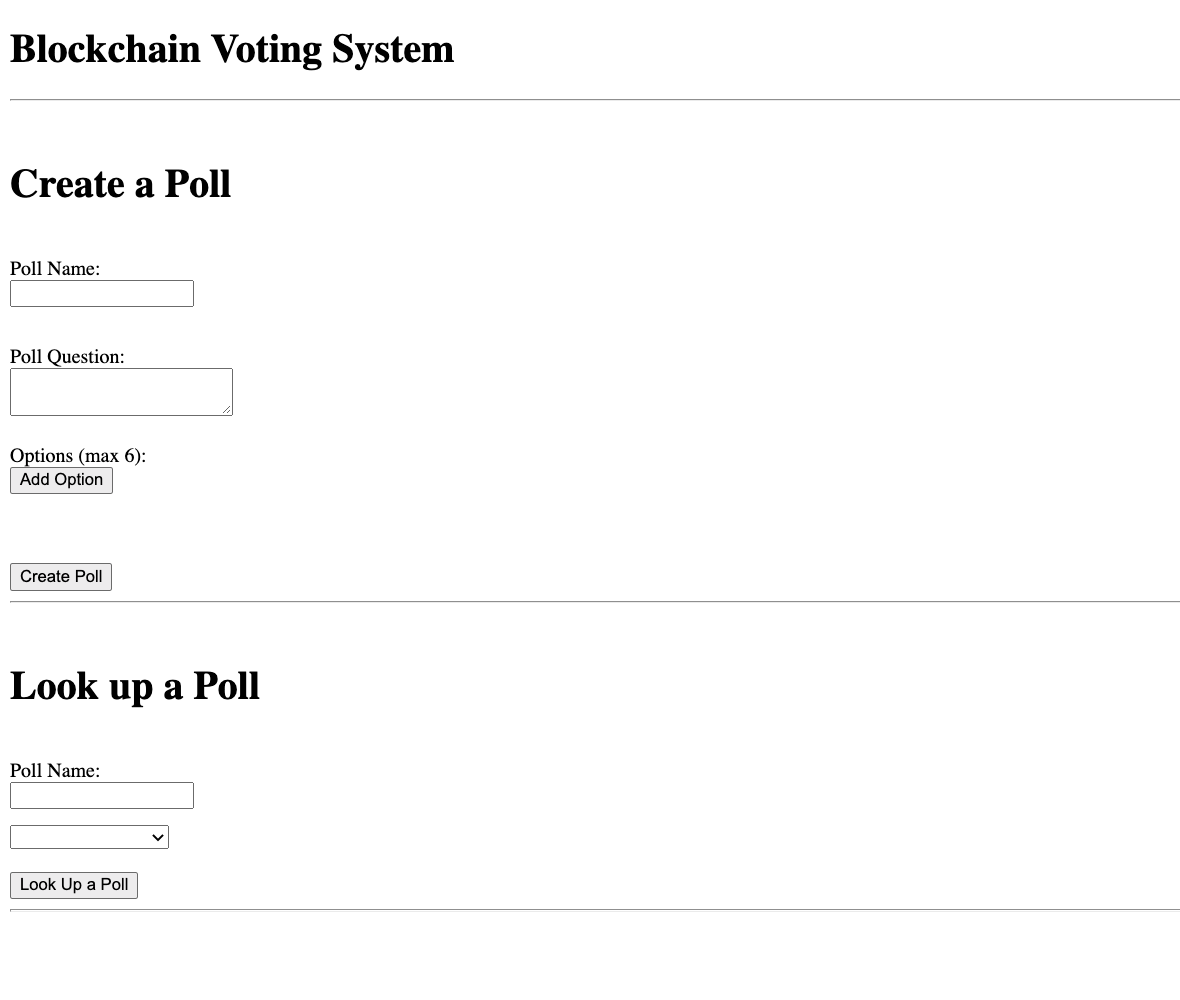 Blockchain Voting System
Create a Poll
Poll Name:
Poll Question:
Options (max 6):
Add Option
Create Poll
Look up a Poll
Poll Name:
Look Up a Poll